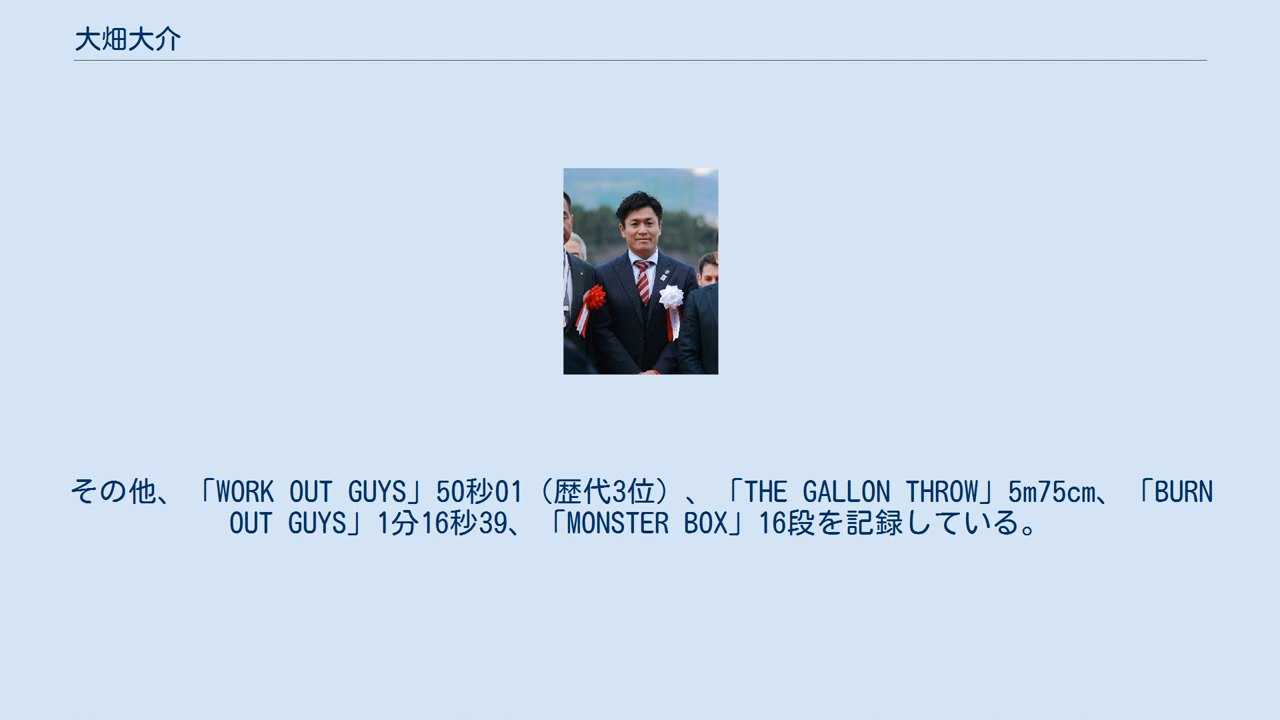 大畑大介
その他、「WORK OUT GUYS」50秒01（歴代3位）、「THE GALLON THROW」5m75cm、「BURN
OUT GUYS」1分16秒39、「MONSTER BOX」16段を記録している。